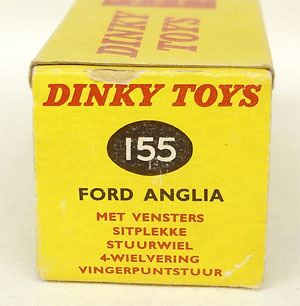 DINKY
TOYS
DINKY TOYS
155
FORD ANGLIA
MET VENSTERS
SITPLEKKE
STUURWIEL
4-WIELVERING
VINGERPUNTSTUUR